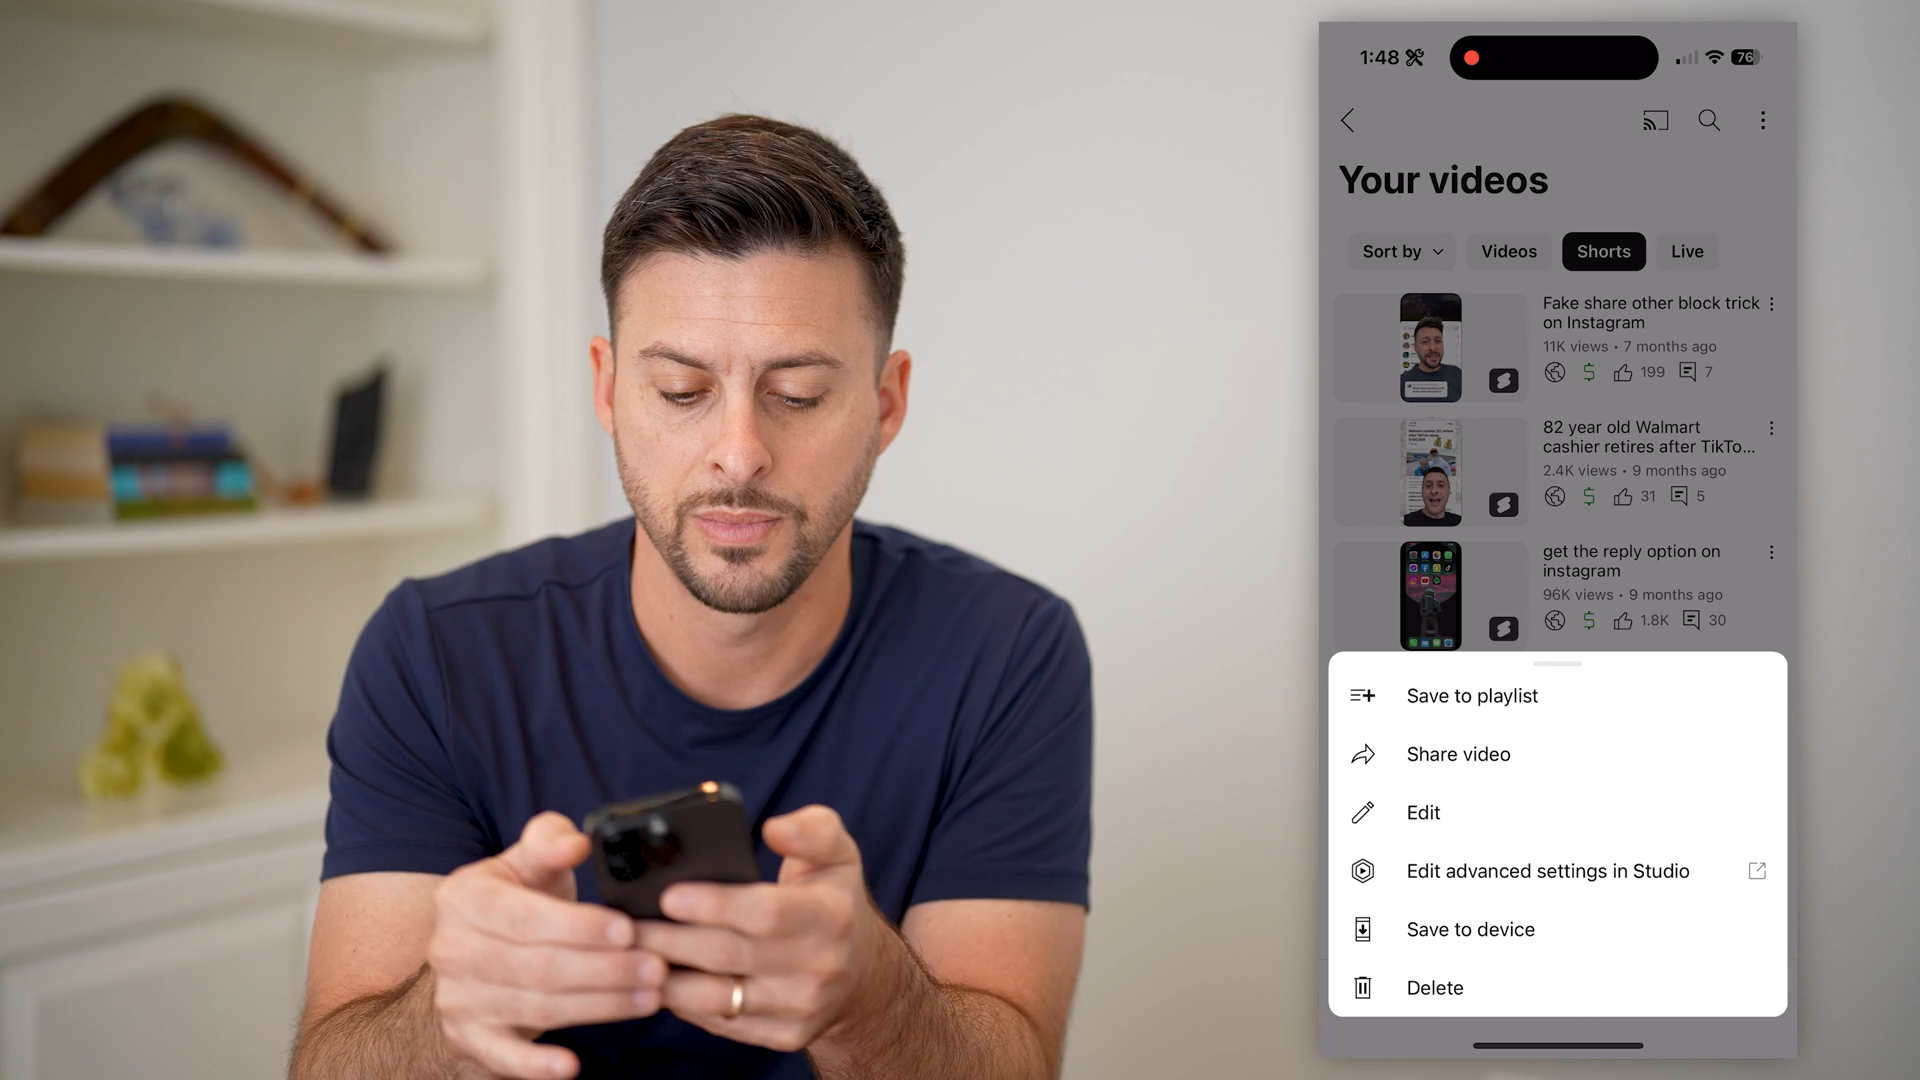 1:48
76
Your videos
Sort by
Videos
Shorts
Live
Fake share other block trick
on Instagram
11K views • 7 months ago
199
7
82 year old Walmart
cashier retires after TikTo...
2.4K views • 9 months ago
31
5
get the reply option on
instagram
96K views • 9 months ago
1.8K
30
Save to playlist
Share video
Edit
Edit advanced settings in Studio
Save to device
Delete